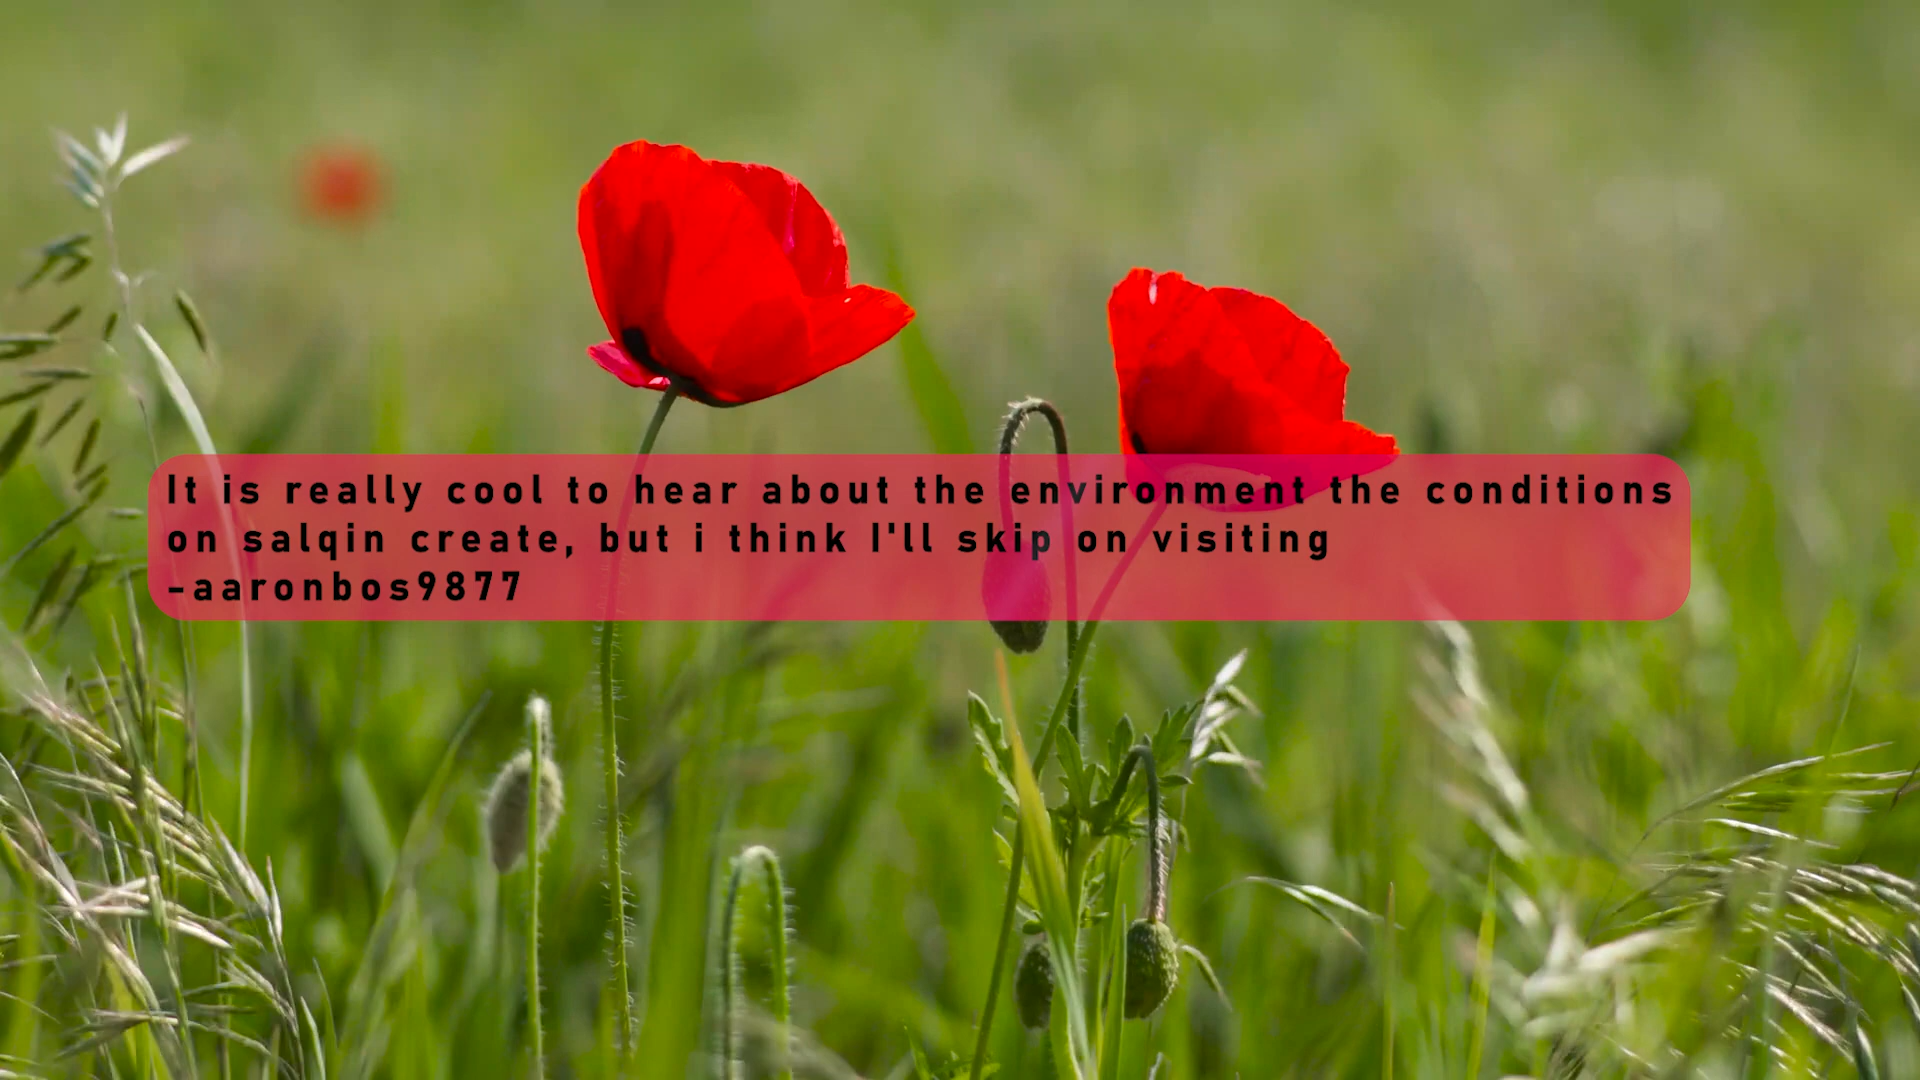 It is really cool to hear about the environment the conditions
on salqin create, but i think I'll skip on visiting
-aaronbos9877